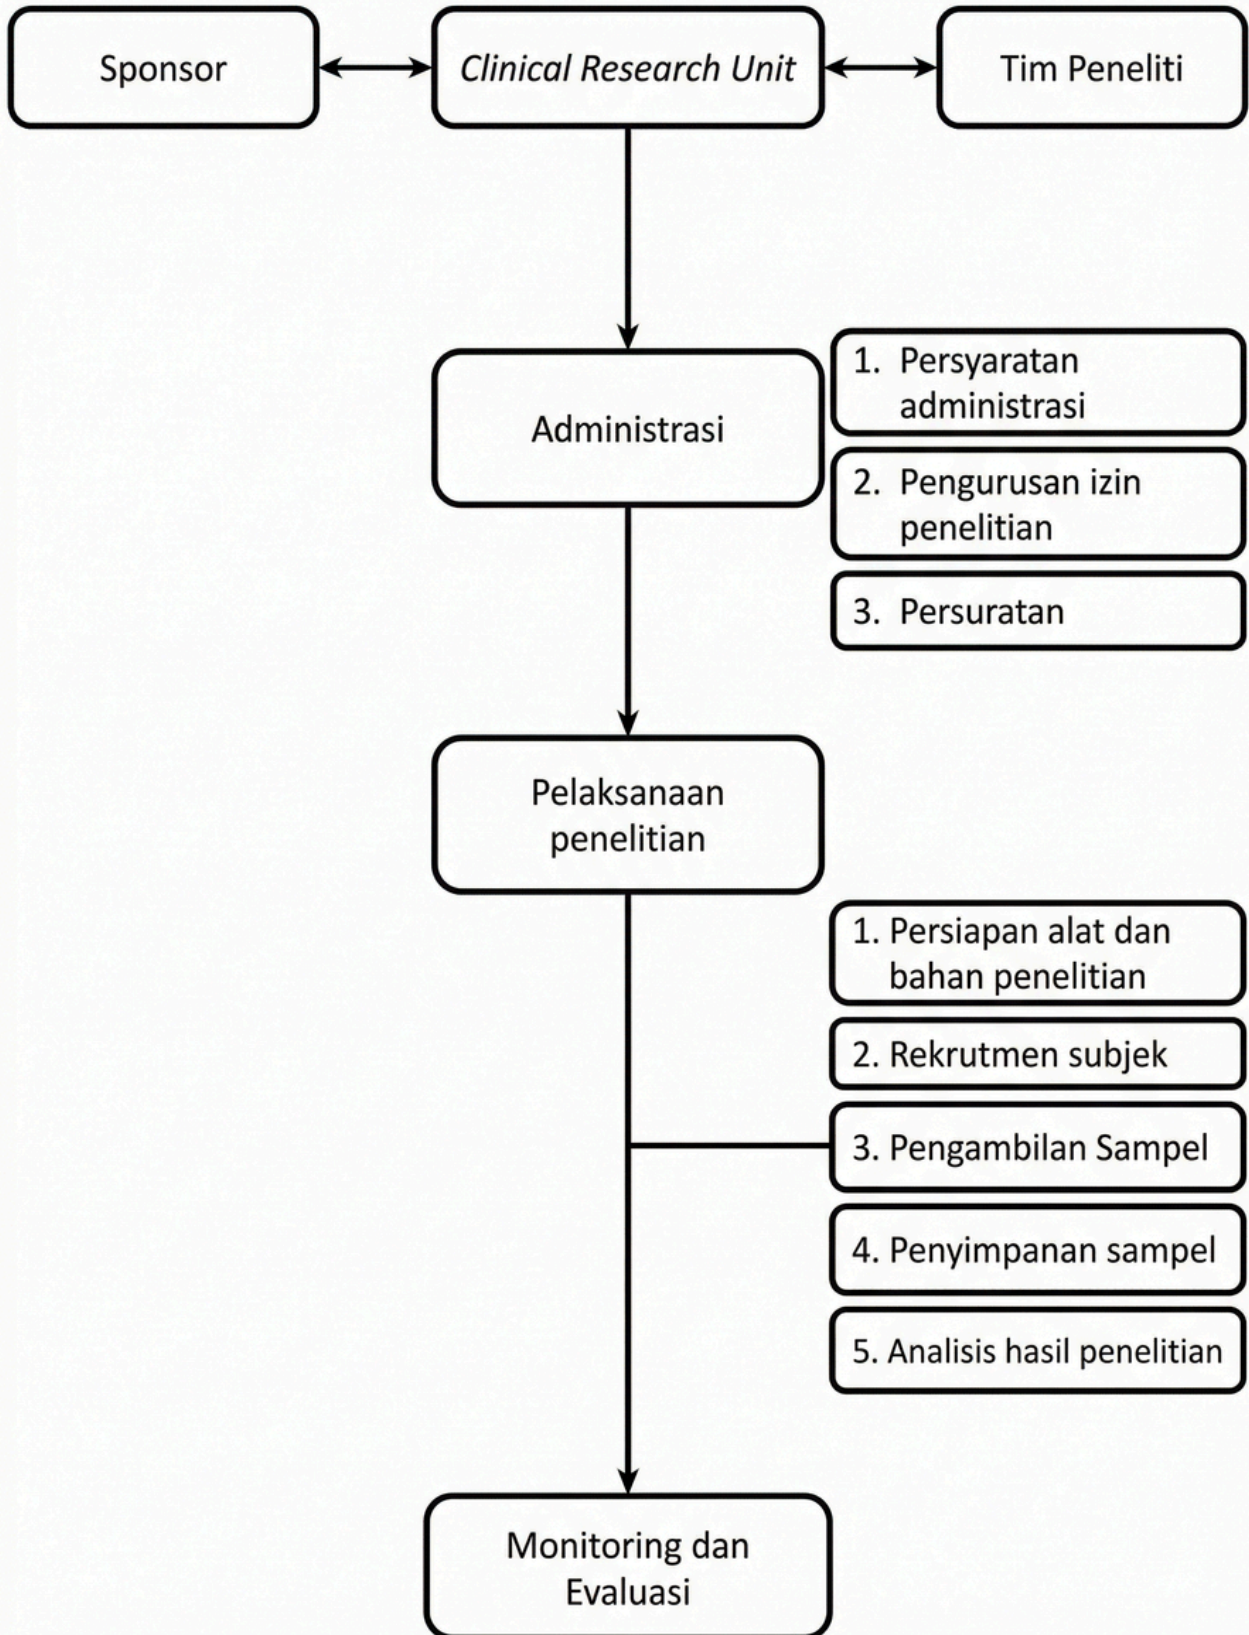 Sponsor
Clinical Research Unit
Tim Peneliti
Administrasi
1. Persyaratan
administrasi
2. Pengurusan izin
penelitian
3. Persuratan
Pelaksanaan
penelitian
1. Persiapan alat dan
bahan penelitian
2. Rekrutmen subjek
3. Pengambilan Sampel
4. Penyimpanan sampel
5. Analisis hasil penelitian
Monitoring dan
Evaluasi